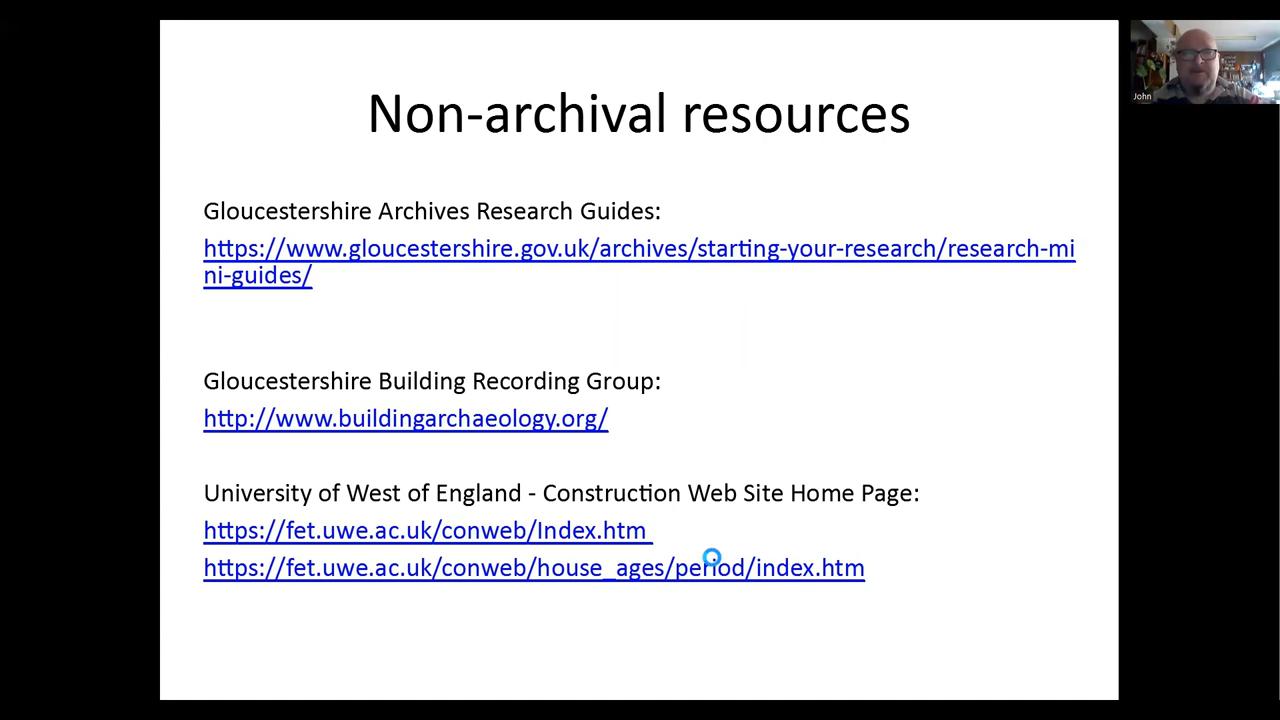 Non-archival resources
John
Gloucestershire Archives Research Guides:
https://www.gloucestershire.gov.uk/archives/starting-your-research/research-mi
ni-guides/
Gloucestershire Building Recording Group:
http://www.buildingarchaeology.org/
University of West of England - Construction Web Site Home Page:
https://fet.uwe.ac.uk/conweb/Index.htm
https://fet.uwe.ac.uk/conweb/house_ages/period/index.htm